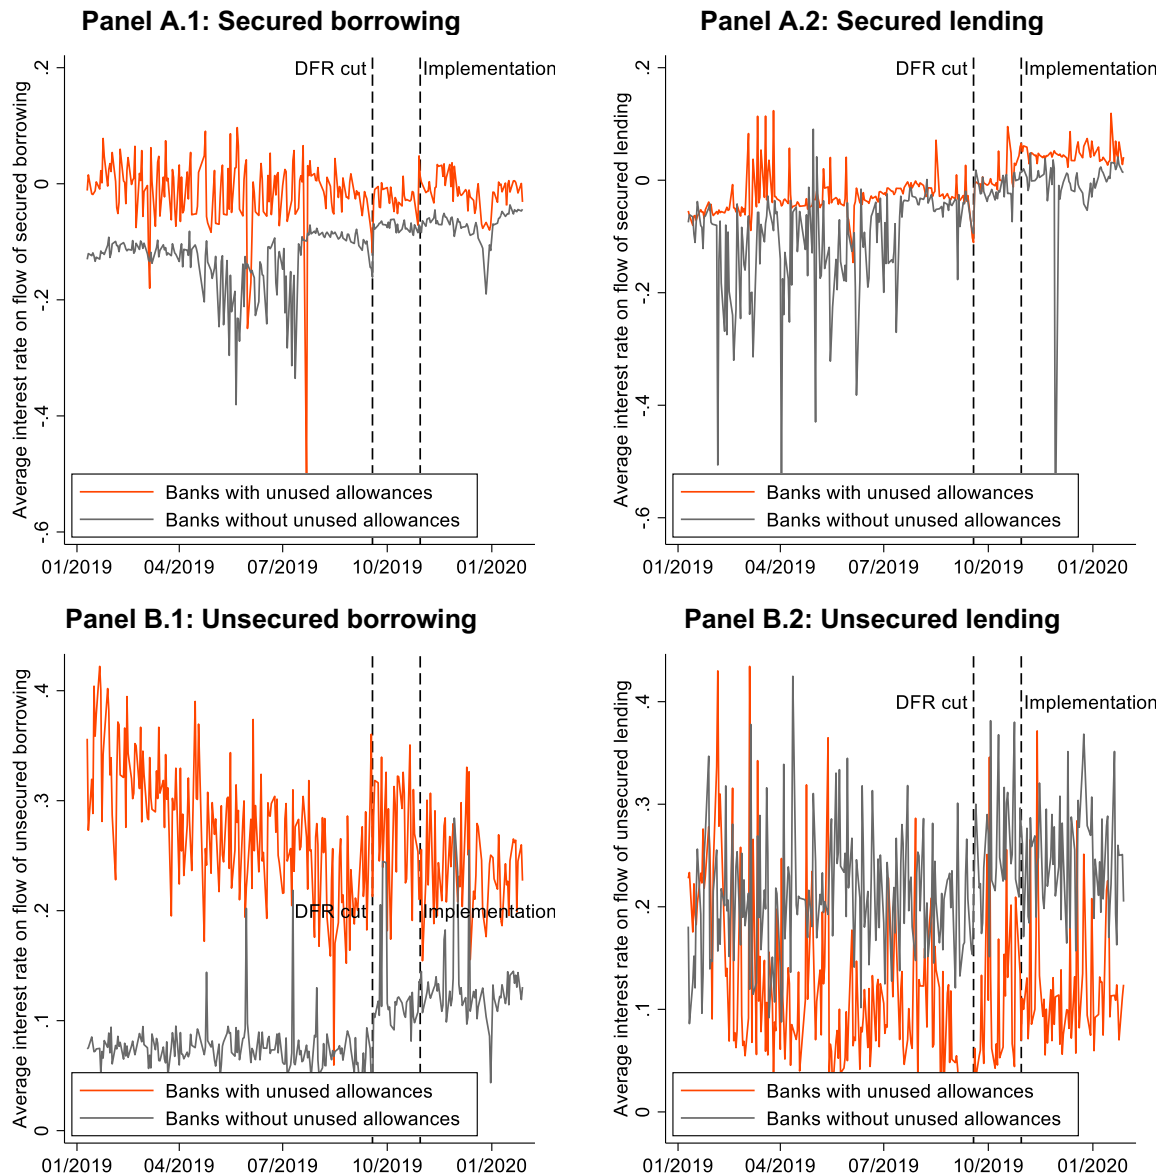 Panel A.1: Secured borrowing
Average interest rate on flow of secured borrowing
.2
0
-.2
-.4
-.6
DFR cut
Implementation
Banks with unused allowances
Banks without unused allowances
01/2019
04/2019
07/2019
10/2019
01/2020
Panel A.2: Secured lending
Average interest rate on flow of secured lending
.2
0
-.2
-.4
-.6
DFR cut
Implementation
Banks with unused allowances
Banks without unused allowances
01/2019
04/2019
07/2019
10/2019
01/2020
Panel B.1: Unsecured borrowing
Average interest rate on flow of unsecured borrowing
.4
.3
.2
.1
0
DFR cut
Implementation
Banks with unused allowances
Banks without unused allowances
01/2019
04/2019
07/2019
10/2019
01/2020
Panel B.2: Unsecured lending
Average interest rate on flow of unsecured lending
.4
.3
.2
.1
0
DFR cut
Implementation
Banks with unused allowances
Banks without unused allowances
01/2019
04/2019
07/2019
10/2019
01/2020